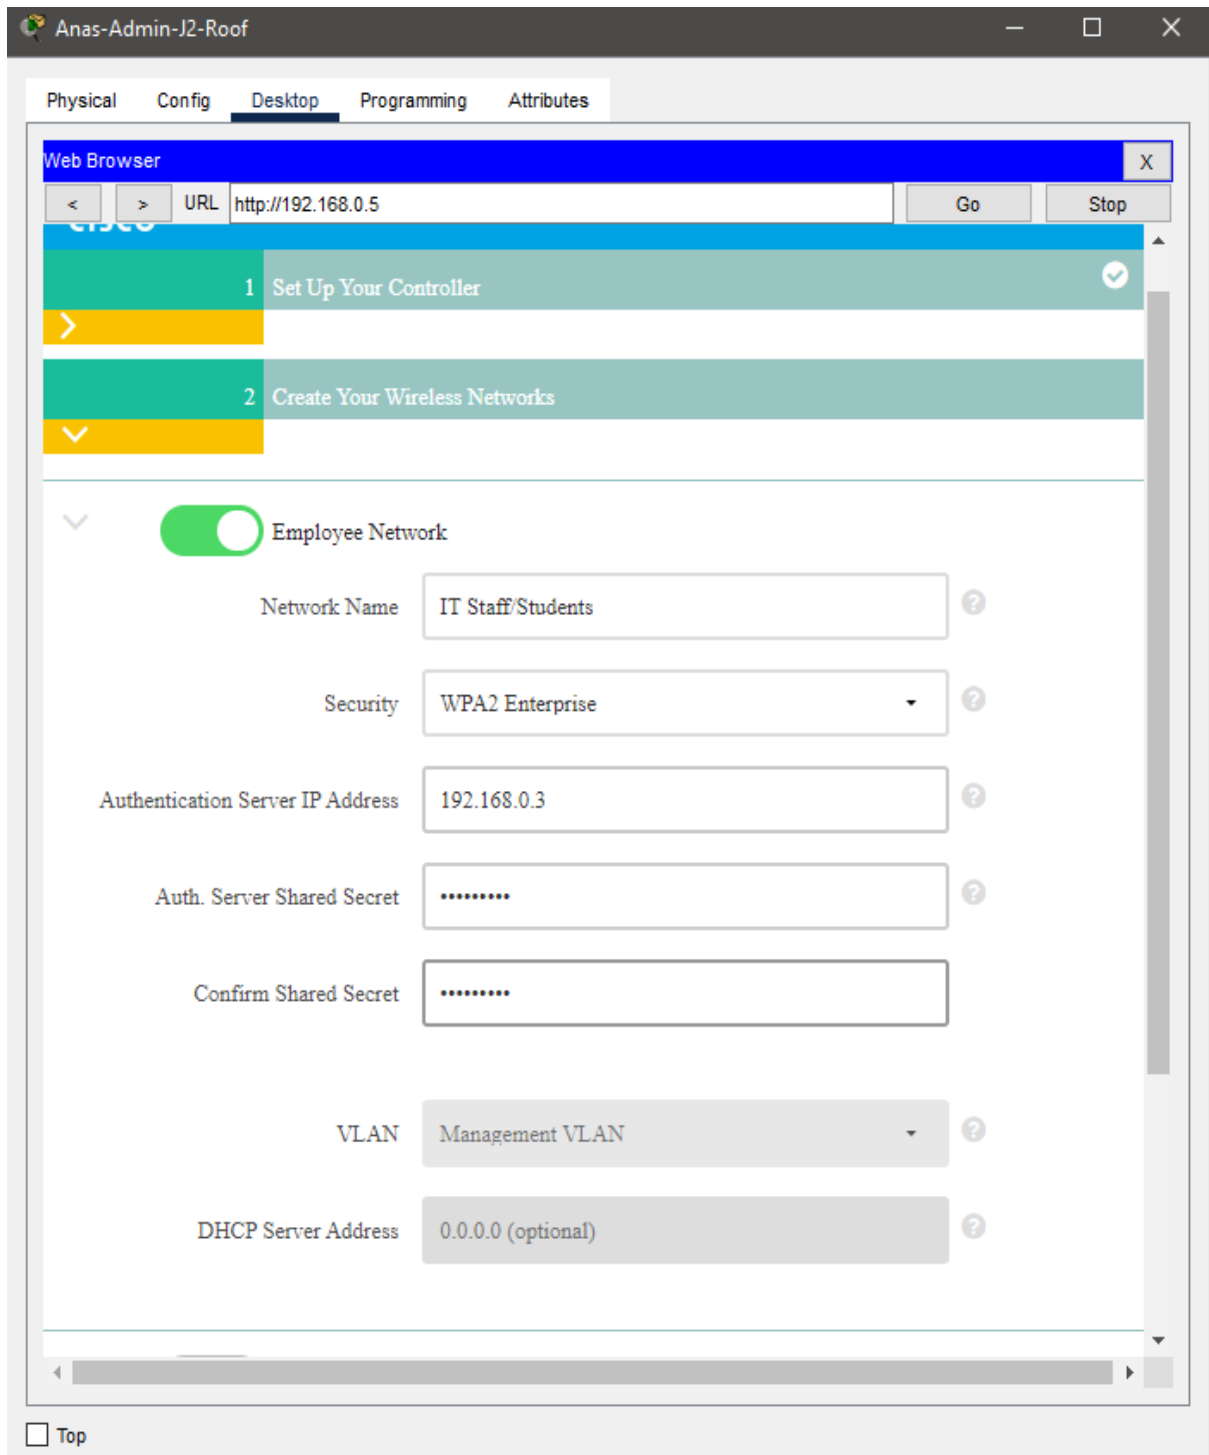 Anas-Admin-J2-Roof
Physical Config Desktop Programming Attributes
Web Browser X
< > URL http://192.168.0.5 Go Stop
CISCO
1 Set Up Your Controller
2 Create Your Wireless Networks
Employee Network
Network Name IT Staff/Students ?
Security WPA2 Enterprise ?
Authentication Server IP Address 192.168.0.3 ?
Auth. Server Shared Secret ••••••••• ?
Confirm Shared Secret •••••••••
VLAN Management VLAN ?
DHCP Server Address 0.0.0.0 (optional) ?
Top